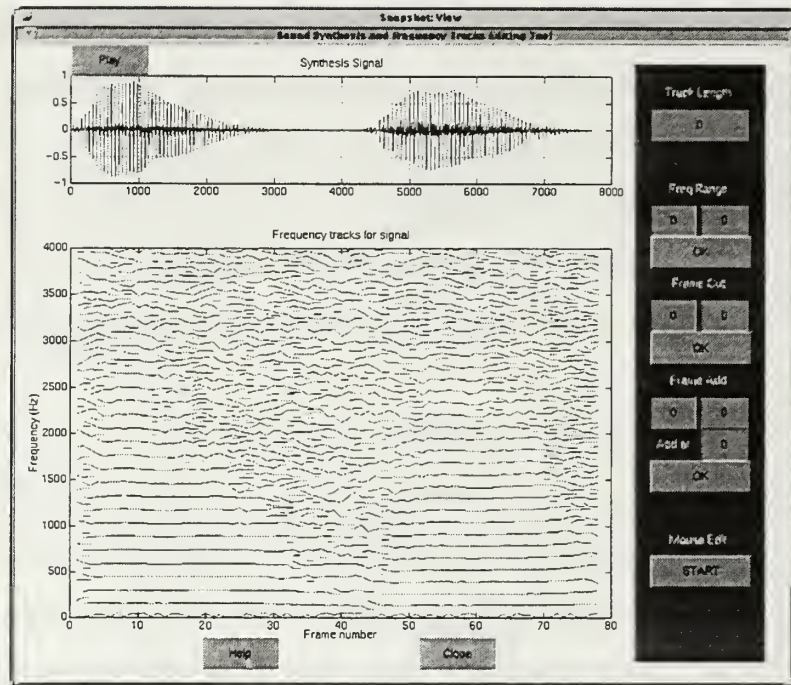 Snapshot: View
Sound Synthesis and Frequency Tracks Editing Tool
Play
Synthesis Signal
1
0.5
0
−0.5
−1
0 1000 2000 3000 4000 5000 6000 7000 8000
Frequency tracks for signal
4000
3500
3000
2500
2000
1500
1000
500
0
Frequency (Hz)
0 10 20 30 40 50 60 70 80
Frame number
Help
Close
Track Length
0
Freq Range
0 0
OK
Frame Cut
0 0
OK
Frame Add
0 0
Add at 0
OK
Mouse Edit
START